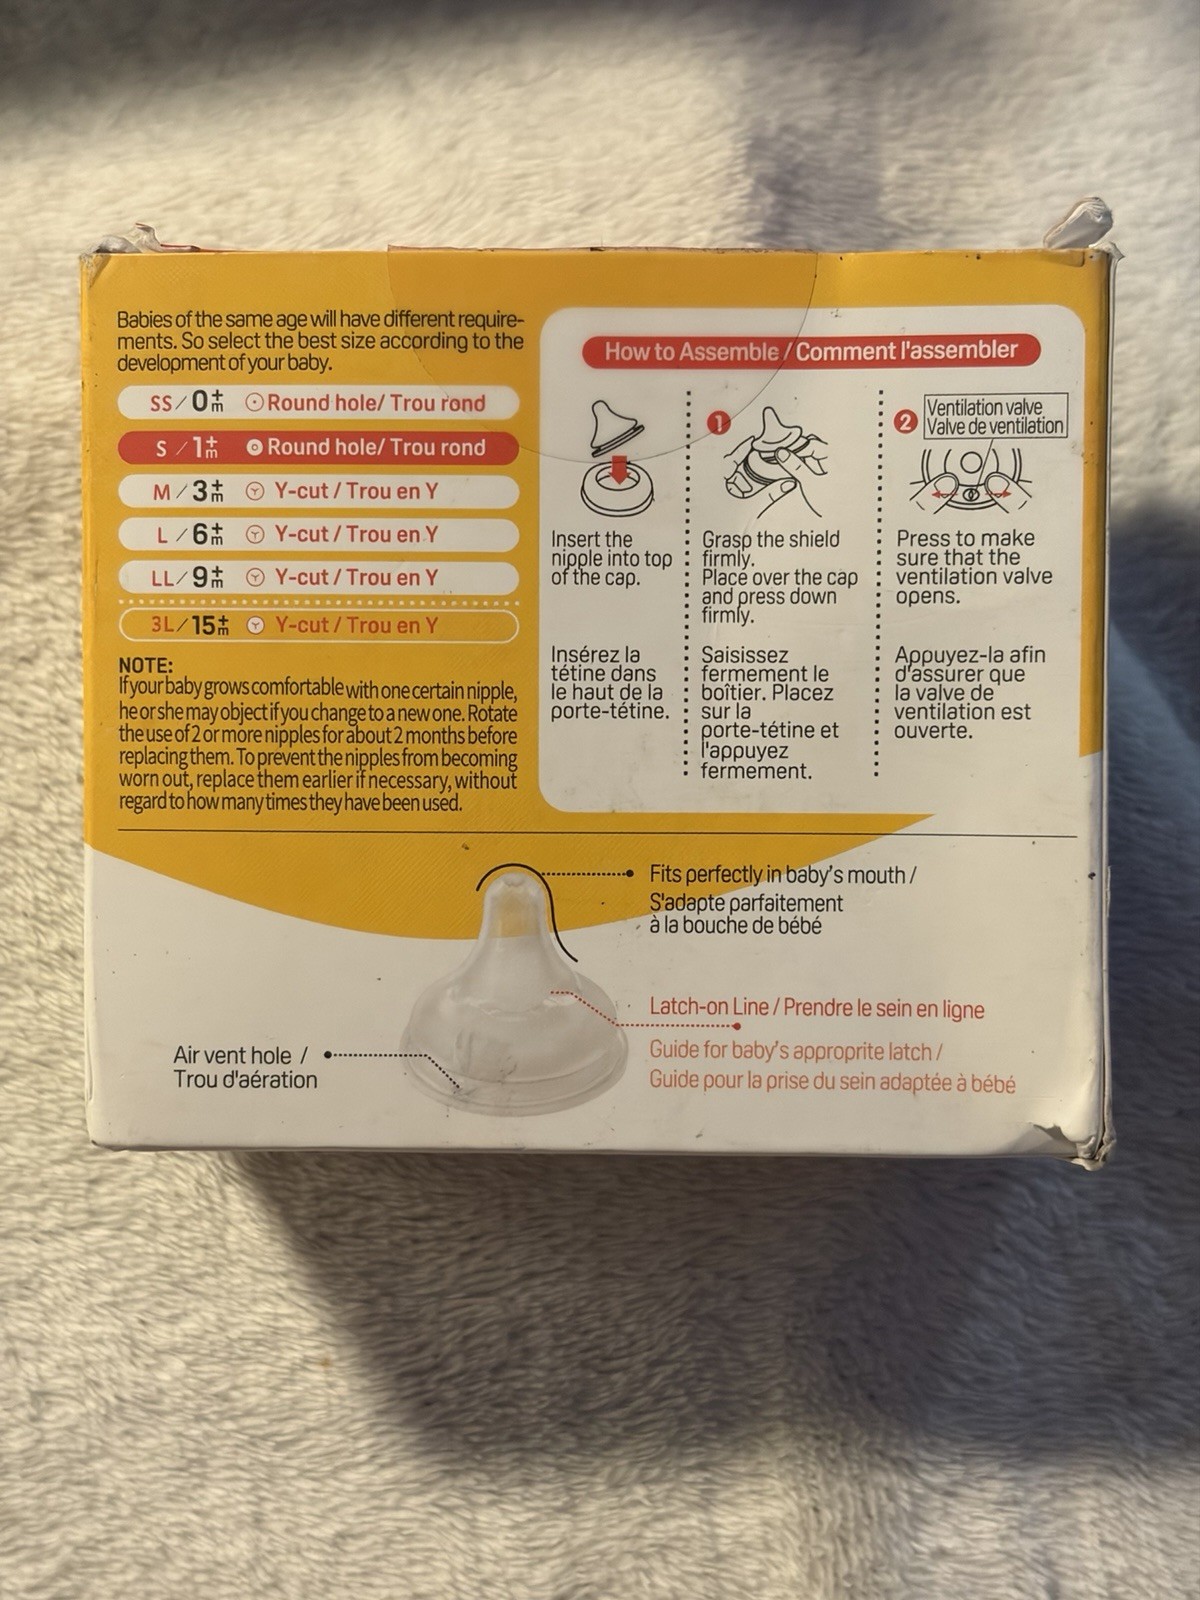 Babies of the same age will have different require-
ments. So select the best size according to the
development of your baby.
SS/0+m Round hole/ Trou rond
S/1+m Round hole/ Trou rond
M/3+m Y-cut / Trou en Y
L/6+m Y-cut / Trou en Y
LL/9+m Y-cut / Trou en Y
3L/15+m Y-cut / Trou en Y
NOTE:
If your baby grows comfortable with one certain nipple,
he or she may object if you change to a new one. Rotate
the use of 2 or more nipples for about 2 months before
replacing them. To prevent the nipples from becoming
worn out, replace them earlier if necessary, without
regard to how many times they have been used.
How to Assemble / Comment l'assembler
Insert the
nipple into top
of the cap.
Insérez la
tétine dans
le haut de la
porte-tétine.
1
Grasp the shield
firmly.
Place over the cap
and press down
firmly.
Saisissez
fermement le
boîtier. Placez
sur la
porte-tétine et
l'appuyez
fermement.
2
Ventilation valve
Valve de ventilation
Press to make
sure that the
ventilation valve
opens.
Appuyez-la afin
d'assurer que
la valve de
ventilation est
ouverte.
Fits perfectly in baby's mouth /
S'adapte parfaitement
à la bouche de bébé
Latch-on Line / Prendre le sein en ligne
Guide for baby's approprite latch /
Guide pour la prise du sein adaptée à bébé
Air vent hole /
Trou d'aération